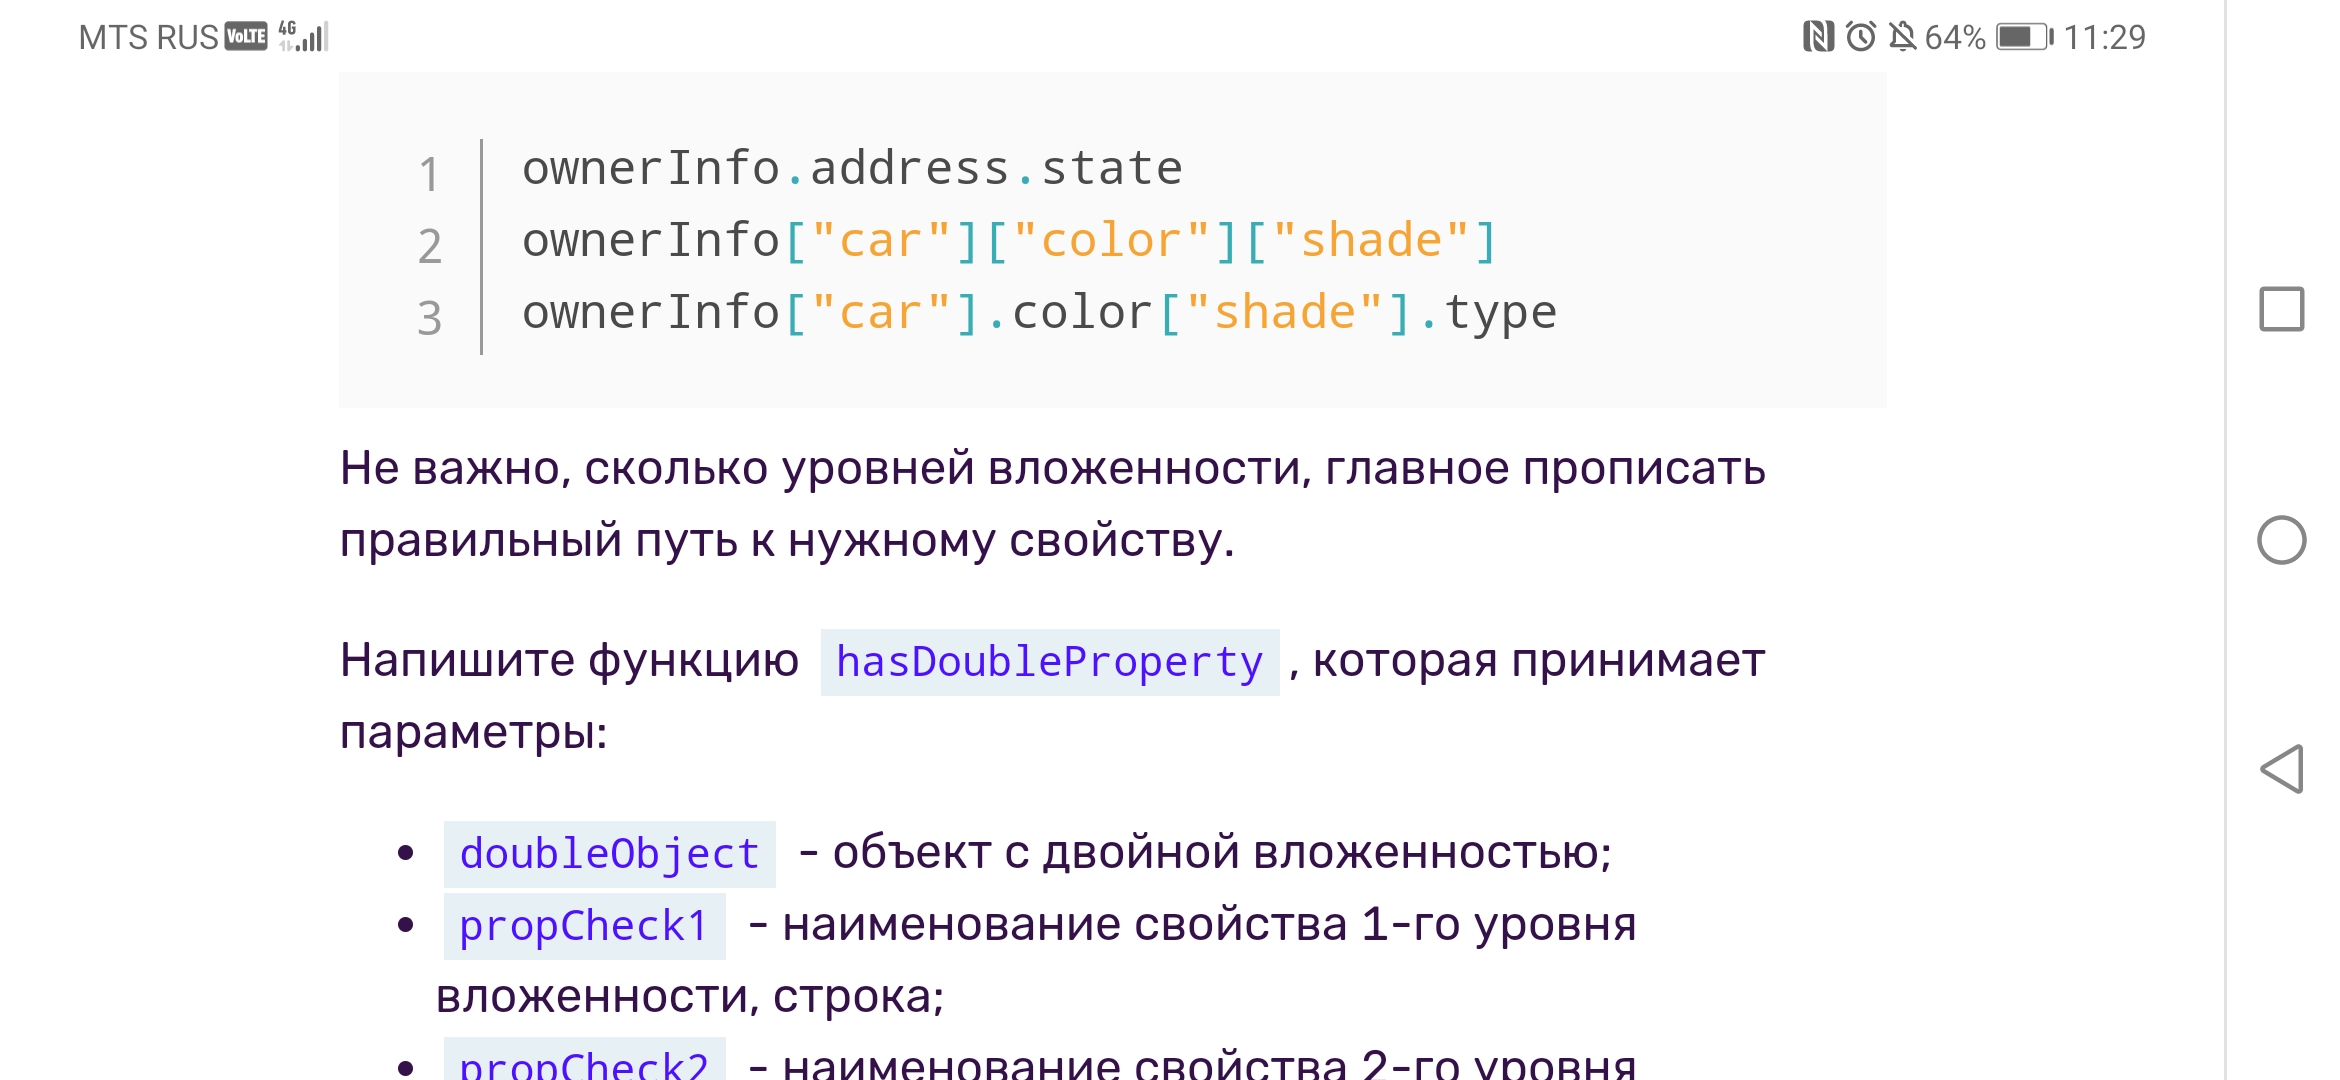 MTS RUS VoLTE 4G 64% 11:29
1 ownerInfo.address.state
2 ownerInfo["car"]["color"]["shade"]
3 ownerInfo["car"].color["shade"].type
Не важно, сколько уровней вложенности, главное прописать
правильный путь к нужному свойству.
Напишите функцию hasDoubleProperty , которая принимает
параметры:
• doubleObject - объект с двойной вложенностью;
• propCheck1 - наименование свойства 1-го уровня
вложенности, строка;
• propCheck2 - наименование свойства 2-го уровня